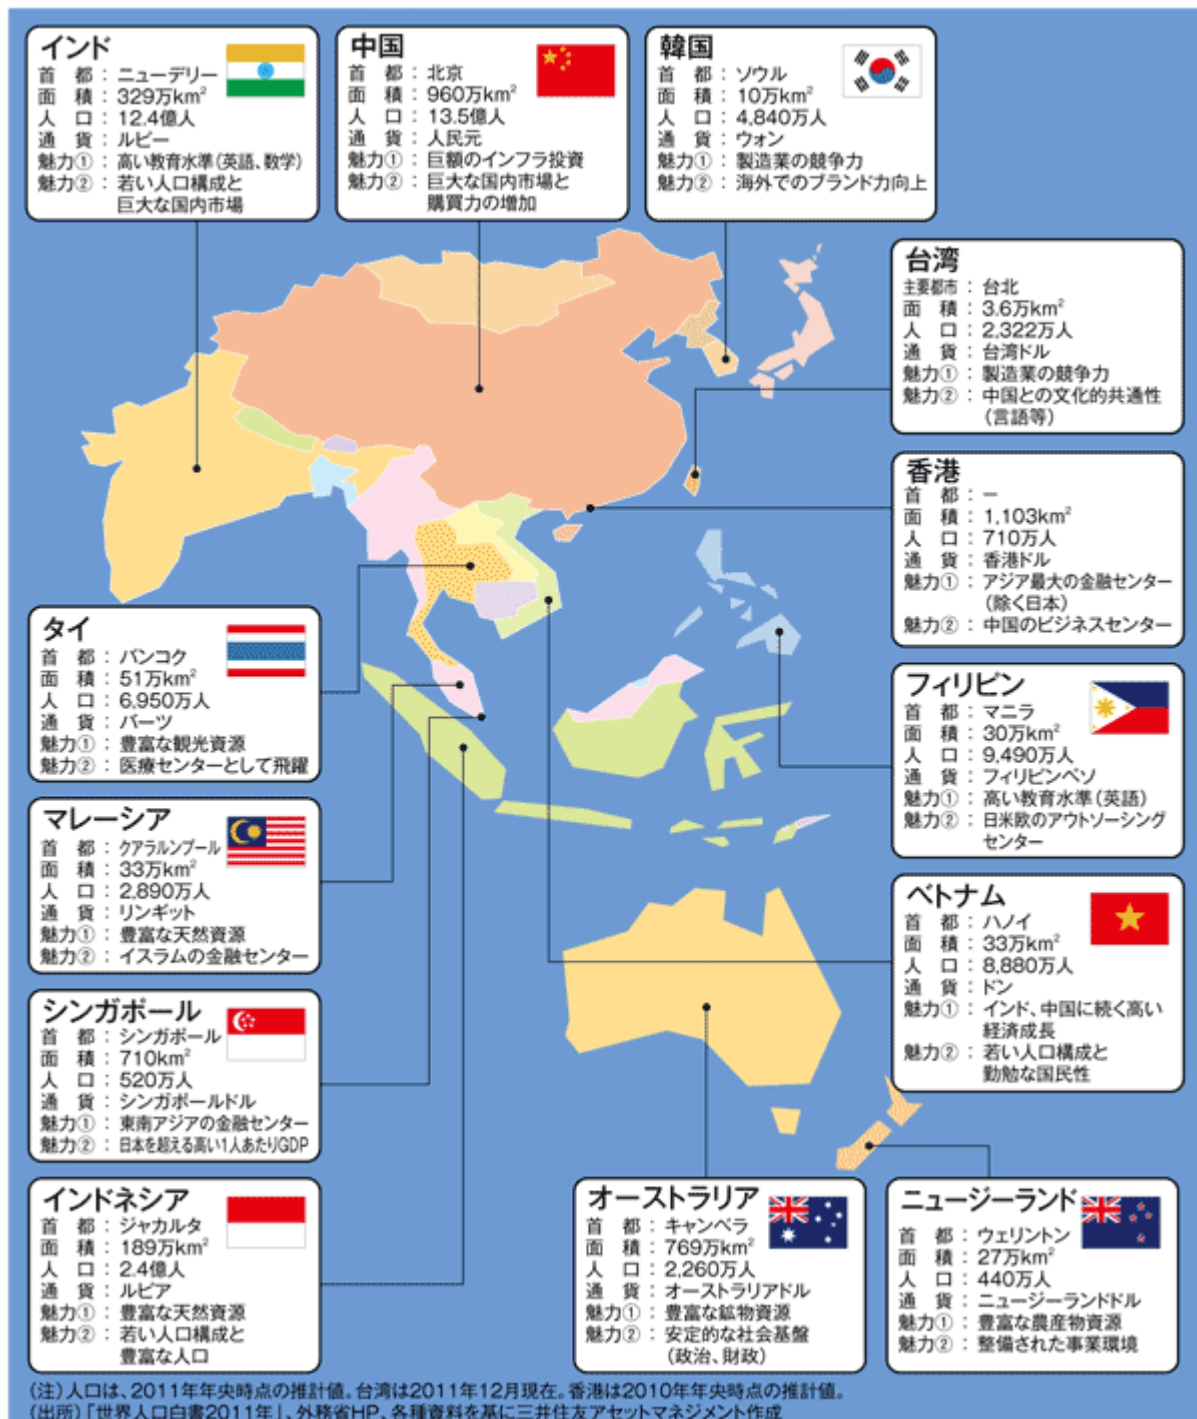 インド
首　都：ニューデリー
面　積：329万km²
人　口：12.4億人
通　貨：ルピー
魅力①：高い教育水準（英語、数学）
魅力②：若い人口構成と
巨大な国内市場
中国
首　都：北京
面　積：960万km²
人　口：13.5億人
通　貨：人民元
魅力①：巨額のインフラ投資
魅力②：巨大な国内市場と
購買力の増加
韓国
首　都：ソウル
面　積：10万km²
人　口：4,840万人
通　貨：ウォン
魅力①：製造業の競争力
魅力②：海外でのブランド力向上
台湾
主要都市：台北
面　積：3.6万km²
人　口：2,322万人
通　貨：台湾ドル
魅力①：製造業の競争力
魅力②：中国との文化的共通性
（言語等）
香港
首　都：－
面　積：1,103km²
人　口：710万人
通　貨：香港ドル
魅力①：アジア最大の金融センター
（除く日本）
魅力②：中国のビジネスセンター
タイ
首　都：バンコク
面　積：51万km²
人　口：6,950万人
通　貨：バーツ
魅力①：豊富な観光資源
魅力②：医療センターとして飛躍
フィリピン
首　都：マニラ
面　積：30万km²
人　口：9,490万人
通　貨：フィリピンペソ
魅力①：高い教育水準（英語）
魅力②：日米欧のアウトソーシング
センター
マレーシア
首　都：クアラルンプール
面　積：33万km²
人　口：2,890万人
通　貨：リンギット
魅力①：豊富な天然資源
魅力②：イスラムの金融センター
ベトナム
首　都：ハノイ
面　積：33万km²
人　口：8,880万人
通　貨：ドン
魅力①：インド、中国に続く高い
経済成長
魅力②：若い人口構成と
勤勉な国民性
シンガポール
首　都：シンガポール
面　積：710km²
人　口：520万人
通　貨：シンガポールドル
魅力①：東南アジアの金融センター
魅力②：日本を超える高い1人あたりGDP
インドネシア
首　都：ジャカルタ
面　積：189万km²
人　口：2.4億人
通　貨：ルピア
魅力①：豊富な天然資源
魅力②：若い人口構成と
豊富な人口
オーストラリア
首　都：キャンベラ
面　積：769万km²
人　口：2,260万人
通　貨：オーストラリアドル
魅力①：豊富な鉱物資源
魅力②：安定的な社会基盤
（政治、財政）
ニュージーランド
首　都：ウェリントン
面　積：27万km²
人　口：440万人
通　貨：ニュージーランドドル
魅力①：豊富な農産物資源
魅力②：整備された事業環境
（注）人口は、2011年年央時点の推計値。台湾は2011年12月現在。香港は2010年年央時点の推計値。
（出所）「世界人口白書2011年」、外務省HP、各種資料を基に三井住友アセットマネジメント作成